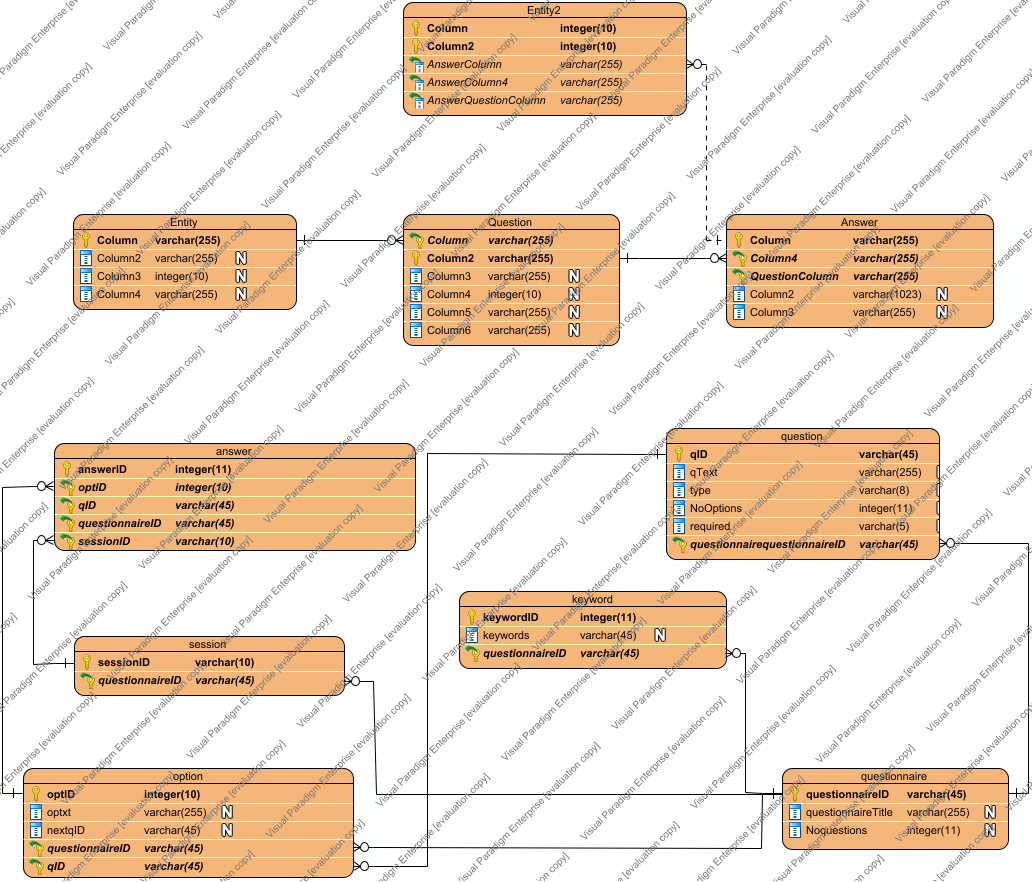 Entity2
Column integer(10)
Column2 integer(10)
AnswerColumn varchar(255)
AnswerColumn4 varchar(255)
AnswerQuestionColumn varchar(255)
Entity
Column varchar(255)
Column2 varchar(255) N
Column3 integer(10) N
Column4 varchar(255) N
Question
Column varchar(255)
Column2 varchar(255)
Column3 varchar(255) N
Column4 integer(10) N
Column5 varchar(255) N
Column6 varchar(255) N
Answer
Column varchar(255)
Column4 varchar(255)
QuestionColumn varchar(255)
Column2 varchar(1023) N
Column3 varchar(255) N
answer
answerID integer(11)
optID integer(10)
qID varchar(45)
questionnaireID varchar(45)
sessionID varchar(10)
question
qID varchar(45)
qText varchar(255)
type varchar(8)
NoOptions integer(11)
required varchar(5)
questionnairequestionnaireID varchar(45)
keyword
keywordID integer(11)
keywords varchar(45) N
questionnaireID varchar(45)
session
sessionID varchar(10)
questionnaireID varchar(45)
option
optID integer(10)
optxt varchar(255) N
nextqID varchar(45) N
questionnaireID varchar(45)
qID varchar(45)
questionnaire
questionnaireID varchar(45)
questionnaireTitle varchar(255) N
Noquestions integer(11) N
Visual Paradigm Enterprise [evaluation copy]